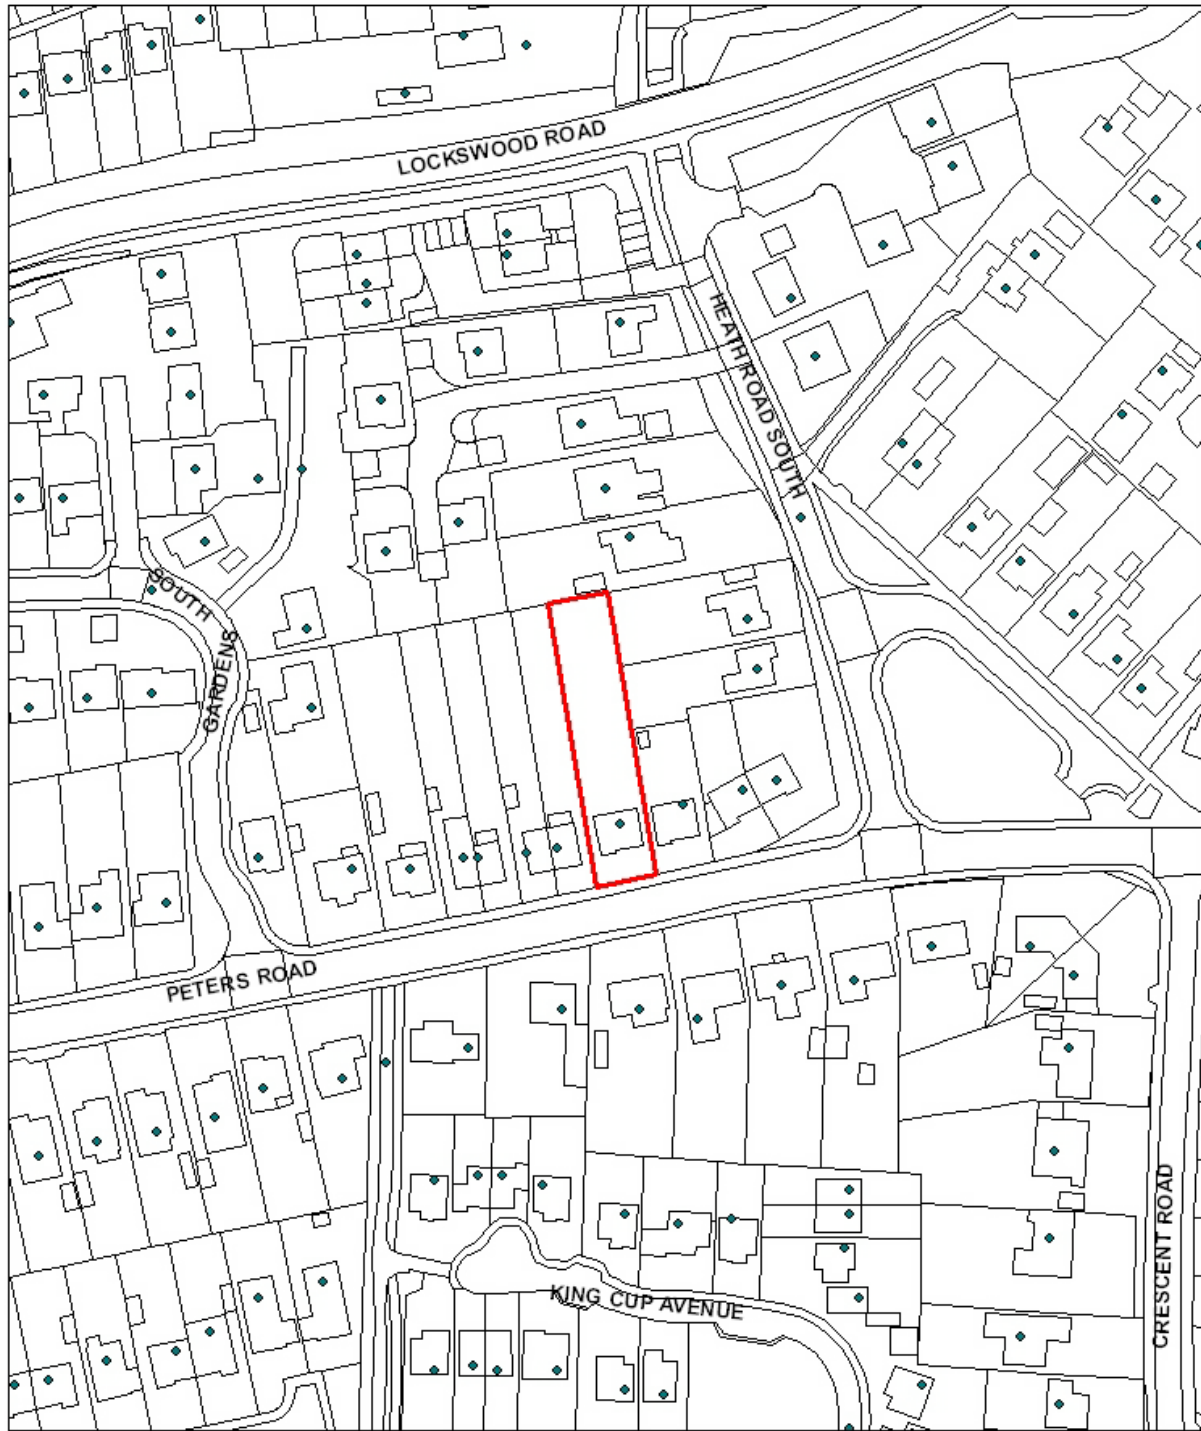 LOCKSWOOD ROAD
HEATH ROAD SOUTH
SOUTH
GARDENS
PETERS ROAD
KING CUP AVENUE
CRESCENT ROAD